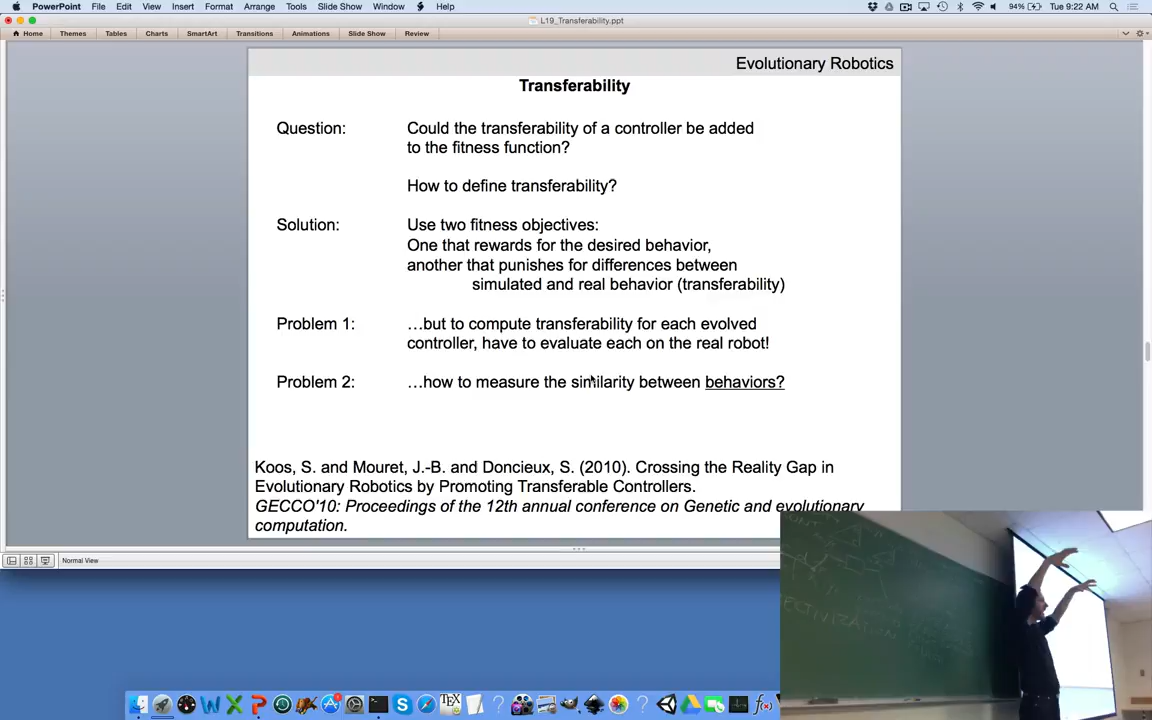 PowerPoint File Edit View Insert Format Arrange Tools Slide Show Window Help 94% Tue 9:22 AM
L19_Transferability.ppt
Home Themes Tables Charts SmartArt Transitions Animations Slide Show Review
Evolutionary Robotics
Transferability
Question: Could the transferability of a controller be added
to the fitness function?
How to define transferability?
Solution: Use two fitness objectives:
One that rewards for the desired behavior,
another that punishes for differences between
simulated and real behavior (transferability)
Problem 1: …but to compute transferability for each evolved
controller, have to evaluate each on the real robot!
Problem 2: …how to measure the similarity between behaviors?
Koos, S. and Mouret, J.-B. and Doncieux, S. (2010). Crossing the Reality Gap in
Evolutionary Robotics by Promoting Transferable Controllers.
GECCO'10: Proceedings of the 12th annual conference on Genetic and evolutionary
computation.
Normal View